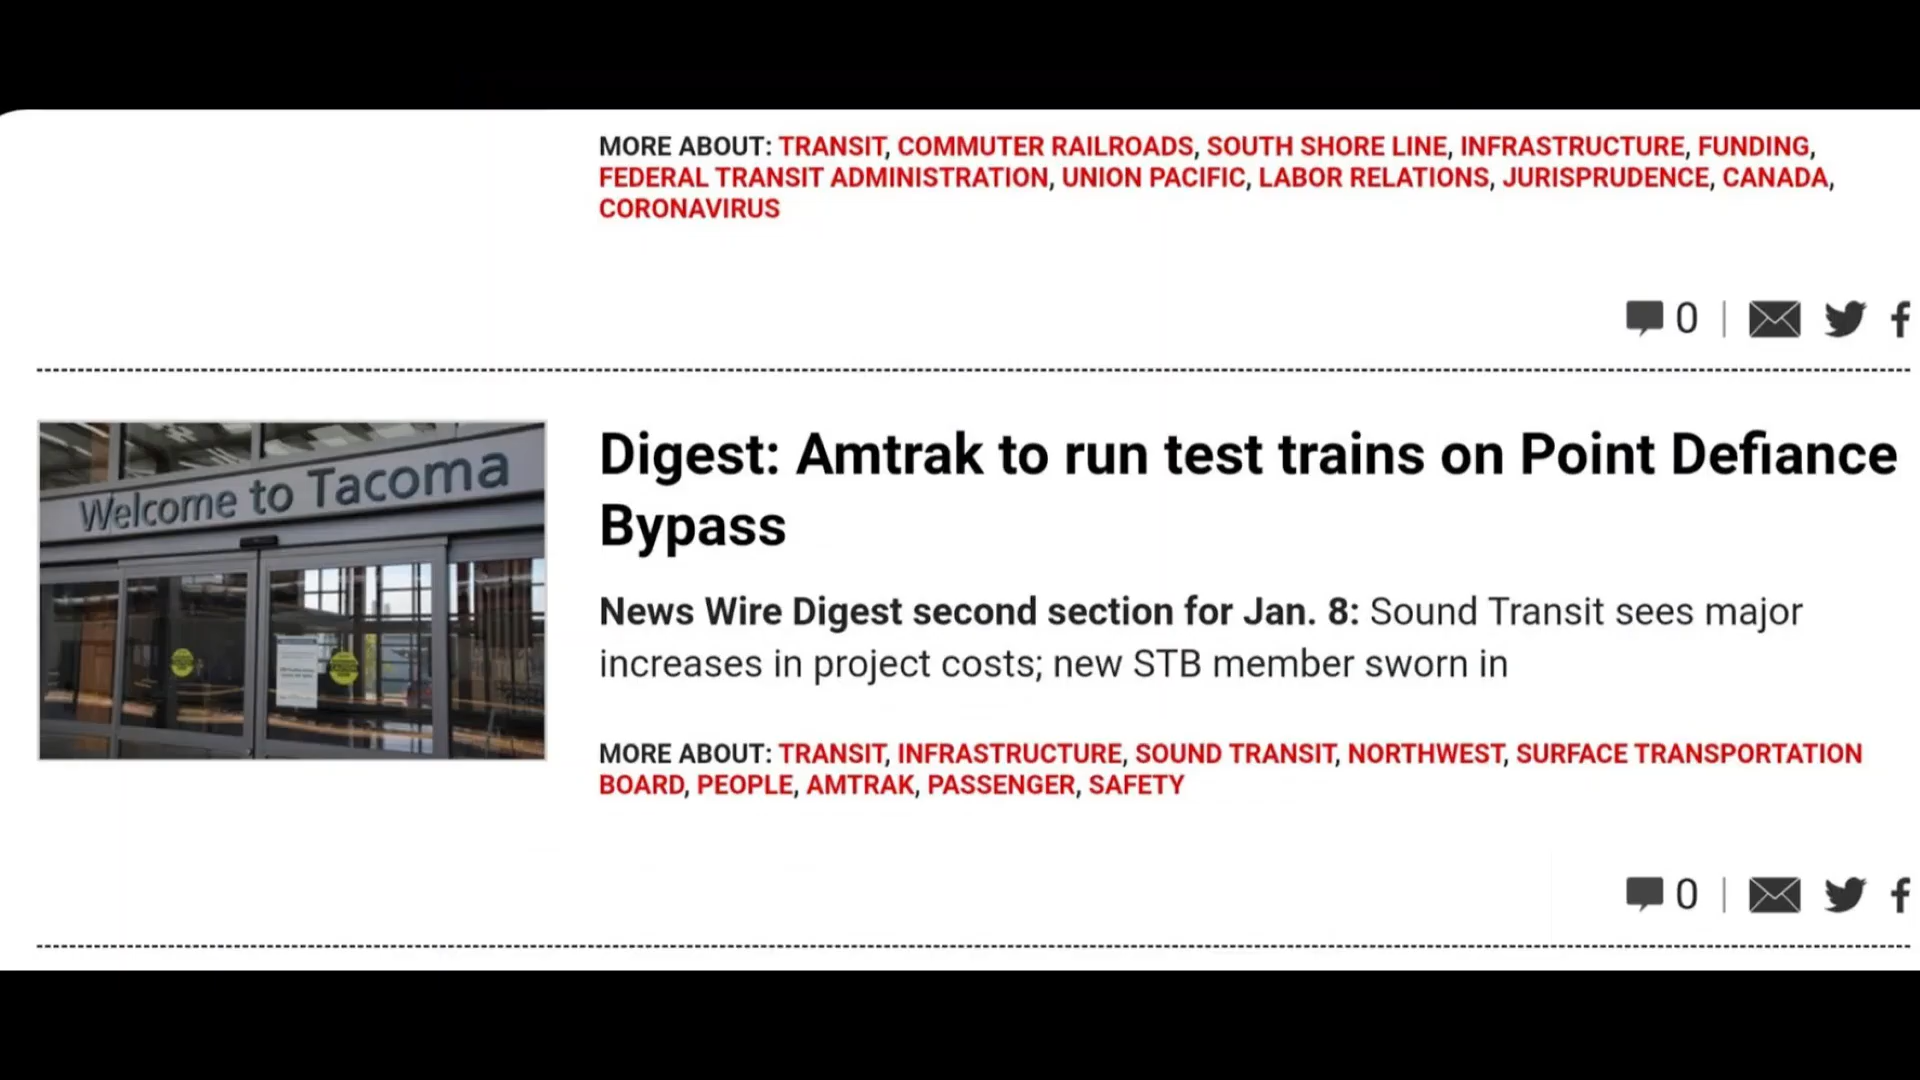 MORE ABOUT: TRANSIT, COMMUTER RAILROADS, SOUTH SHORE LINE, INFRASTRUCTURE, FUNDING,
FEDERAL TRANSIT ADMINISTRATION, UNION PACIFIC, LABOR RELATIONS, JURISPRUDENCE, CANADA,
CORONAVIRUS
0
Welcome to Tacoma
Digest: Amtrak to run test trains on Point Defiance
Bypass
News Wire Digest second section for Jan. 8: Sound Transit sees major
increases in project costs; new STB member sworn in
MORE ABOUT: TRANSIT, INFRASTRUCTURE, SOUND TRANSIT, NORTHWEST, SURFACE TRANSPORTATION
BOARD, PEOPLE, AMTRAK, PASSENGER, SAFETY
0